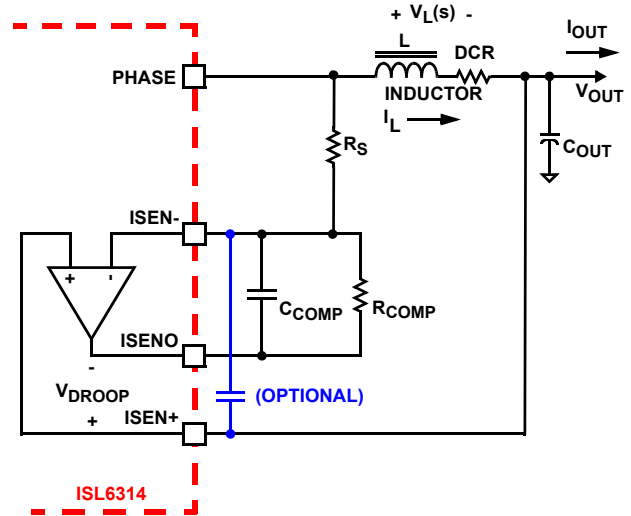 + VL(s) -
L
DCR
IOUT
PHASE
INDUCTOR
VOUT
IL
COUT
RS
ISEN-
+ -
CCOMP
RCOMP
ISENO
-
VDROOP
(OPTIONAL)
+
ISEN+
ISL6314